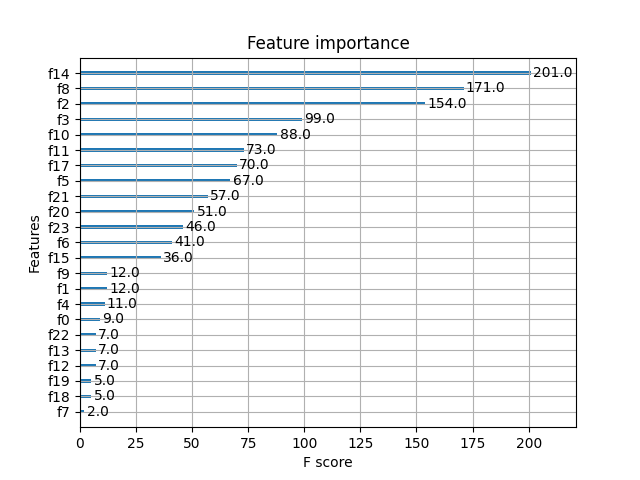 Feature importance
f14 201.0
f8 171.0
f2 154.0
f3 99.0
f10 88.0
f11 73.0
f17 70.0
f5 67.0
f21 57.0
f20 51.0
f23 46.0
f6 41.0
f15 36.0
f9 12.0
f1 12.0
f4 11.0
f0 9.0
f22 7.0
f13 7.0
f12 7.0
f19 5.0
f18 5.0
f7 2.0
Features
0 25 50 75 100 125 150 175 200
F score